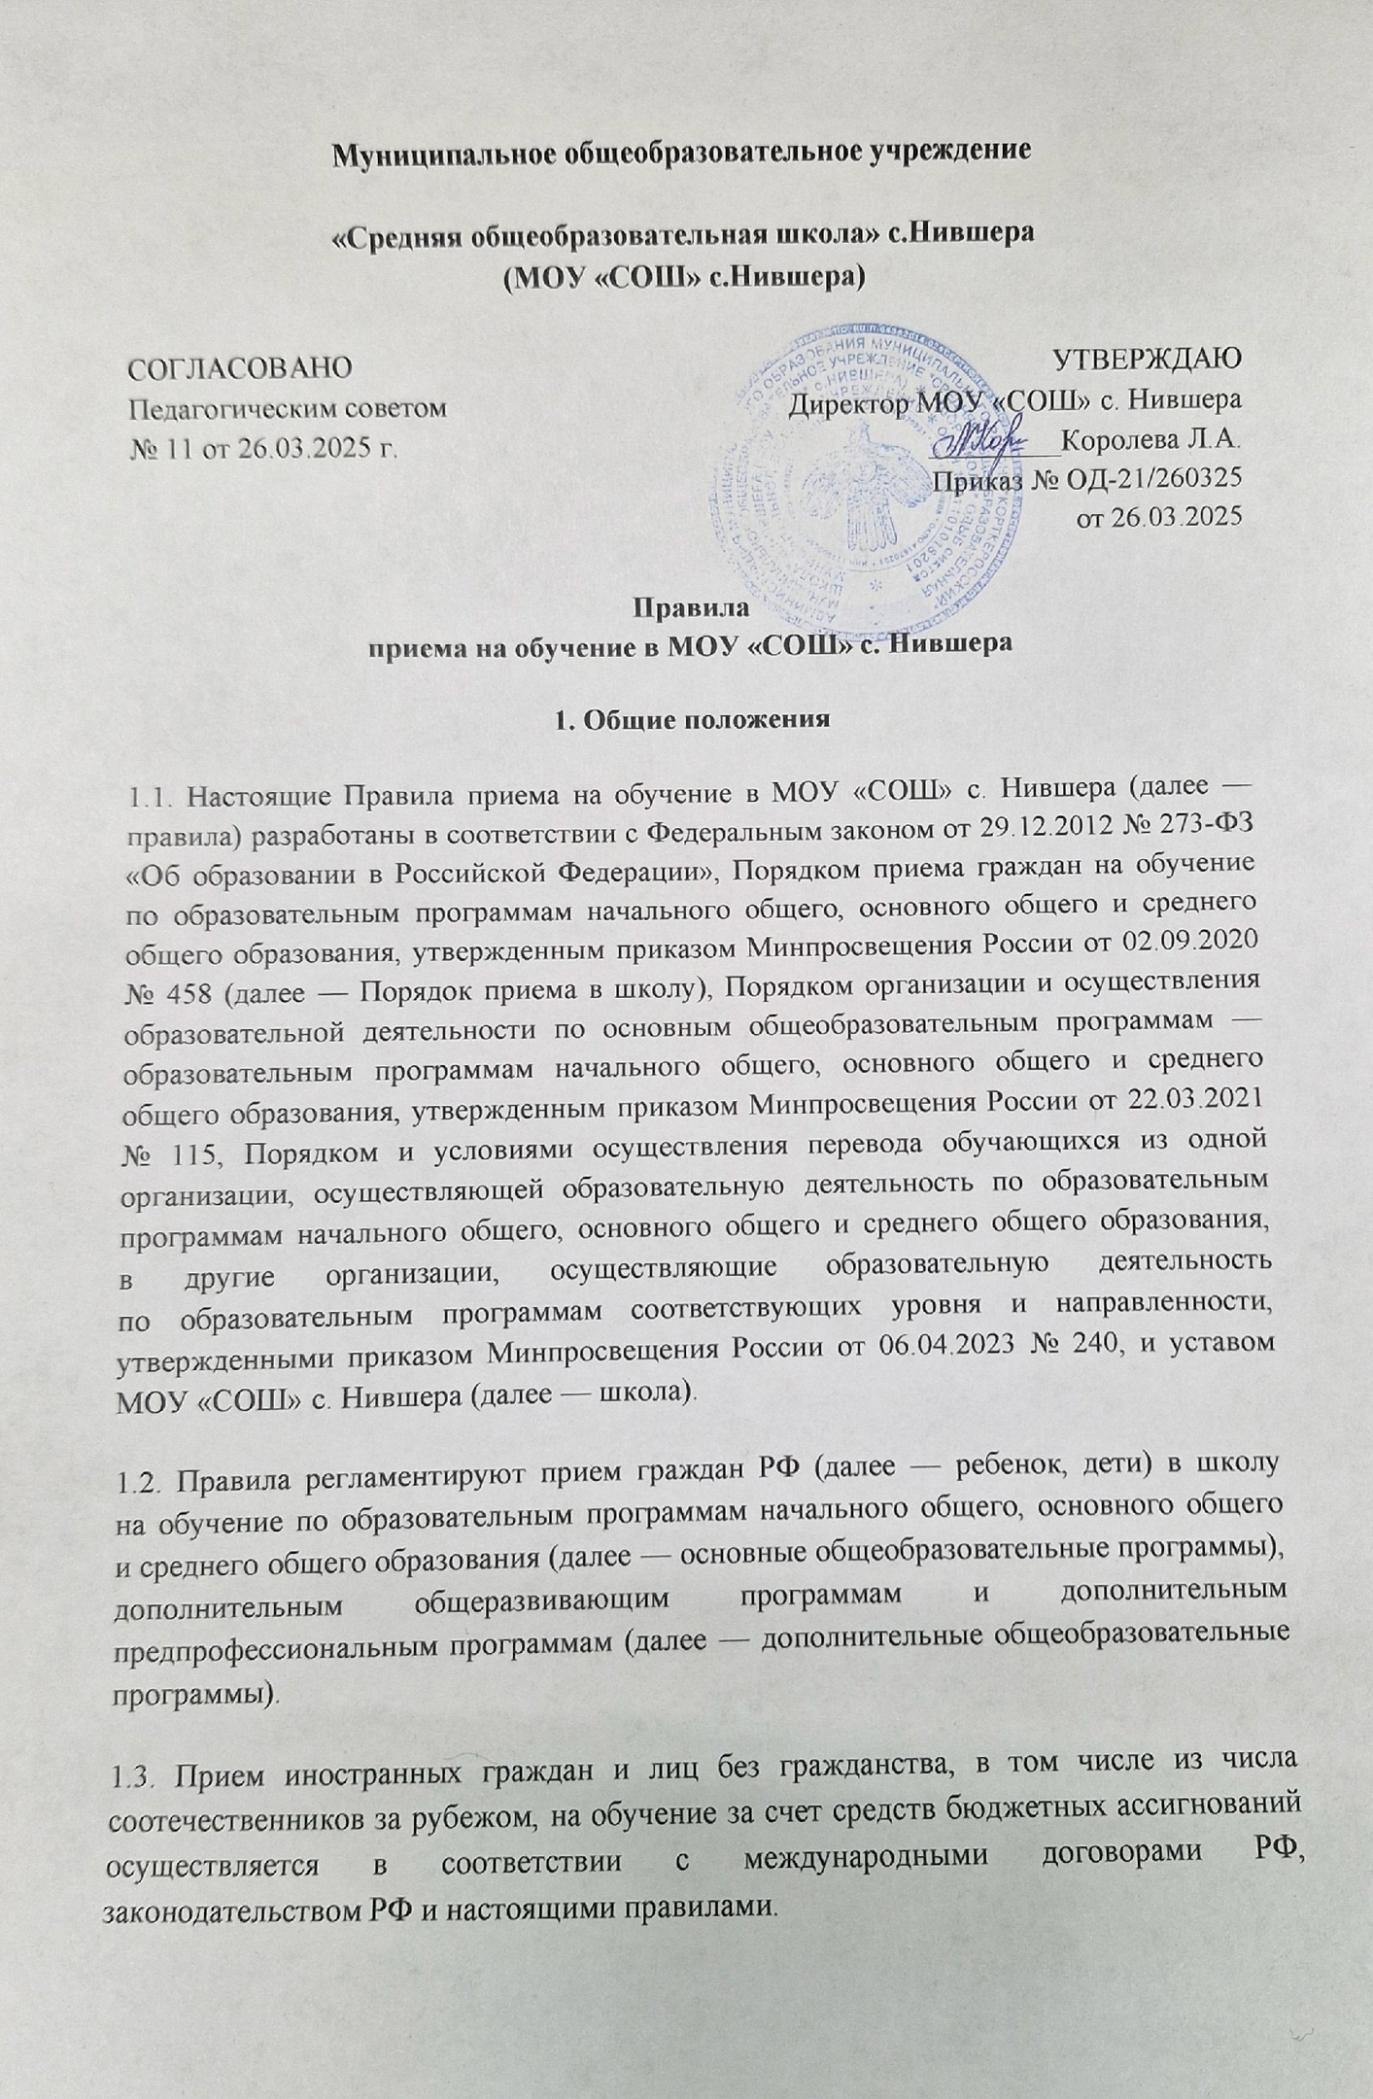 Муниципальное общеобразовательное учреждение
«Средняя общеобразовательная школа» с.Нившера
(МОУ «СОШ» с.Нившера)
СОГЛАСОВАНО
Педагогическим советом
№ 11 от 26.03.2025 г.
УТВЕРЖДАЮ
Директор МОУ «СОШ» с. Нившера
Королева Л.А.
Приказ № ОД-21/260325
от 26.03.2025
Правила
приема на обучение в МОУ «СОШ» с. Нившера
1. Общие положения
1.1. Настоящие Правила приема на обучение в МОУ «СОШ» с. Нившера (далее —
правила) разработаны в соответствии с Федеральным законом от 29.12.2012 № 273-ФЗ
«Об образовании в Российской Федерации», Порядком приема граждан на обучение
по образовательным программам начального общего, основного общего и среднего
общего образования, утвержденным приказом Минпросвещения России от 02.09.2020
№ 458 (далее — Порядок приема в школу), Порядком организации и осуществления
образовательной деятельности по основным общеобразовательным программам —
образовательным программам начального общего, основного общего и среднего
общего образования, утвержденным приказом Минпросвещения России от 22.03.2021
№ 115, Порядком и условиями осуществления перевода обучающихся из одной
организации, осуществляющей образовательную деятельность по образовательным
программам начального общего, основного общего и среднего общего образования,
в другие организации, осуществляющие образовательную деятельность
по образовательным программам соответствующих уровня и направленности,
утвержденными приказом Минпросвещения России от 06.04.2023 № 240, и уставом
МОУ «СОШ» с. Нившера (далее — школа).
1.2. Правила регламентируют прием граждан РФ (далее — ребенок, дети) в школу
на обучение по образовательным программам начального общего, основного общего
и среднего общего образования (далее — основные общеобразовательные программы),
дополнительным общеразвивающим программам и дополнительным
предпрофессиональным программам (далее — дополнительные общеобразовательные
программы).
1.3. Прием иностранных граждан и лиц без гражданства, в том числе из числа
соотечественников за рубежом, на обучение за счет средств бюджетных ассигнований
осуществляется в соответствии с международными договорами РФ,
законодательством РФ и настоящими правилами.